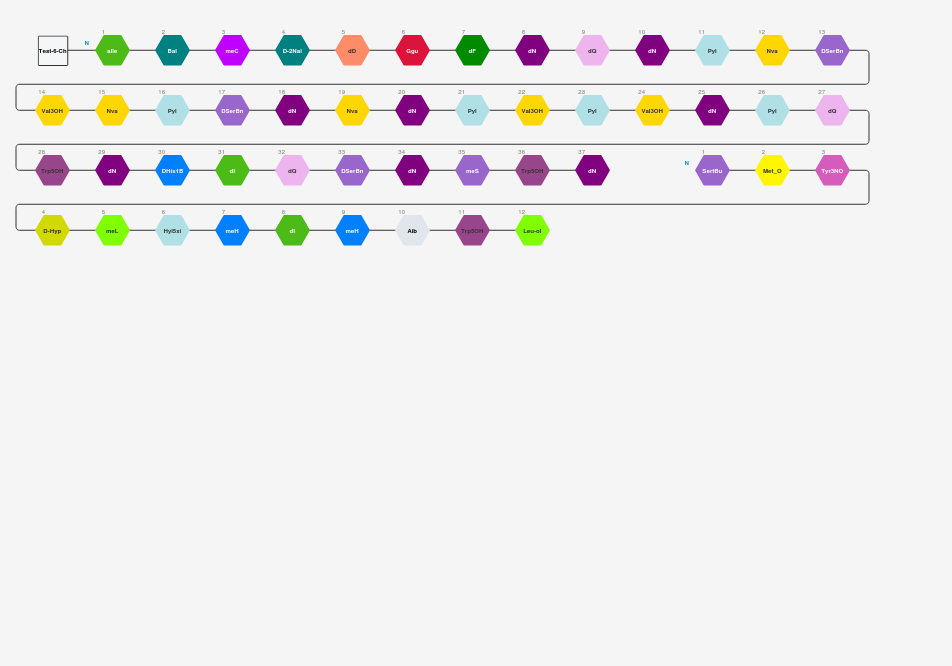 1 2 3 4 5 6 7 8 9 10 11 12 13
Test-6-Ch N aIle Bal meC D-2Nal dD Ggu dF dN dQ dN Pyl Nva DSerBn
14 15 16 17 18 19 20 21 22 23 24 25 26 27
Val3OH Nva Pyl DSerBn dN Nva dN Pyl Val3OH Pyl Val3OH dN Pyl dQ
28 29 30 31 32 33 34 35 36 37 N 1 2 3
Trp5OH dN DHis1B dI dQ DSerBn dN meS Trp5OH dN SertBu Met_O Tyr3NO
4 5 6 7 8 9 10 11 12
D-Hyp meL Hyl5xi meH dI meH Aib Trp5OH Leu-ol